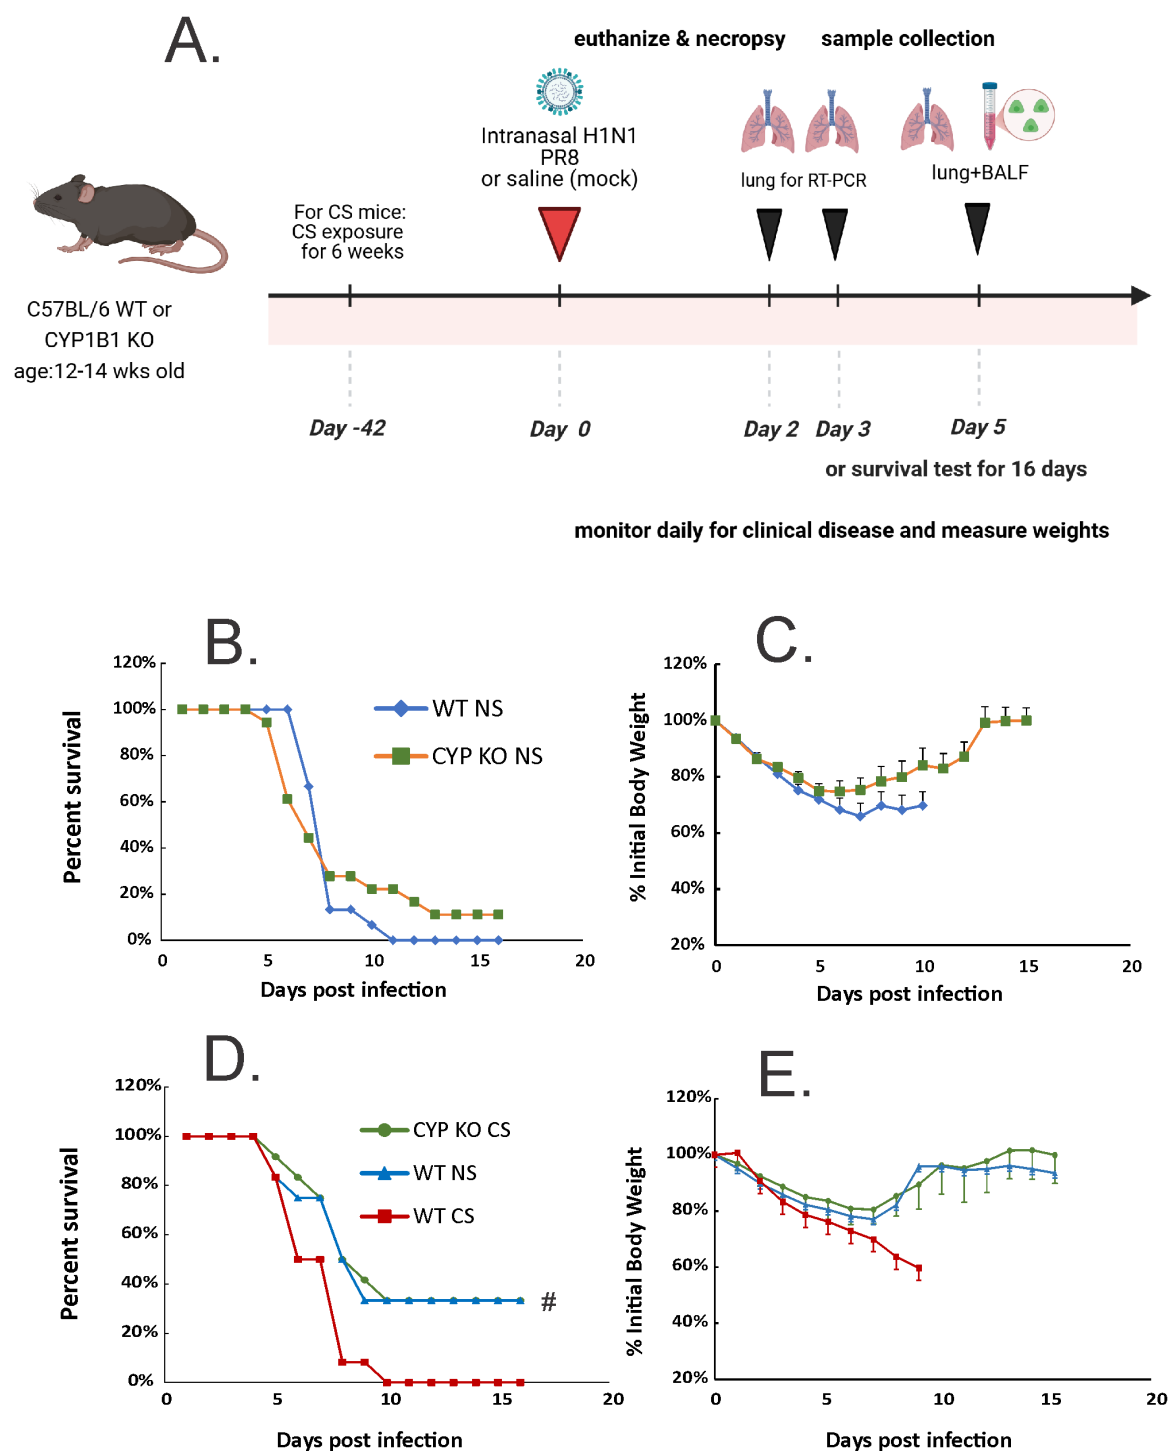 A.
euthanize & necropsy
sample collection
Intranasal H1N1
PR8
or saline (mock)
lung for RT-PCR
lung+BALF
For CS mice:
CS exposure
for 6 weeks
C57BL/6 WT or
CYP1B1 KO
age:12-14 wks old
Day -42
Day 0
Day 2
Day 3
Day 5
or survival test for 16 days
monitor daily for clinical disease and measure weights
B.
120%
100%
80%
60%
40%
20%
0%
Percent survival
WT NS
CYP KO NS
0
5
10
15
20
Days post infection
C.
120%
100%
80%
60%
40%
20%
% Initial Body Weight
0
5
10
15
20
Days post infection
D.
120%
100%
80%
60%
40%
20%
0%
Percent survival
CYP KO CS
WT NS
WT CS
#
0
5
10
15
20
Days post infection
E.
120%
100%
80%
60%
40%
20%
% Initial Body Weight
0
5
10
15
20
Days post infection